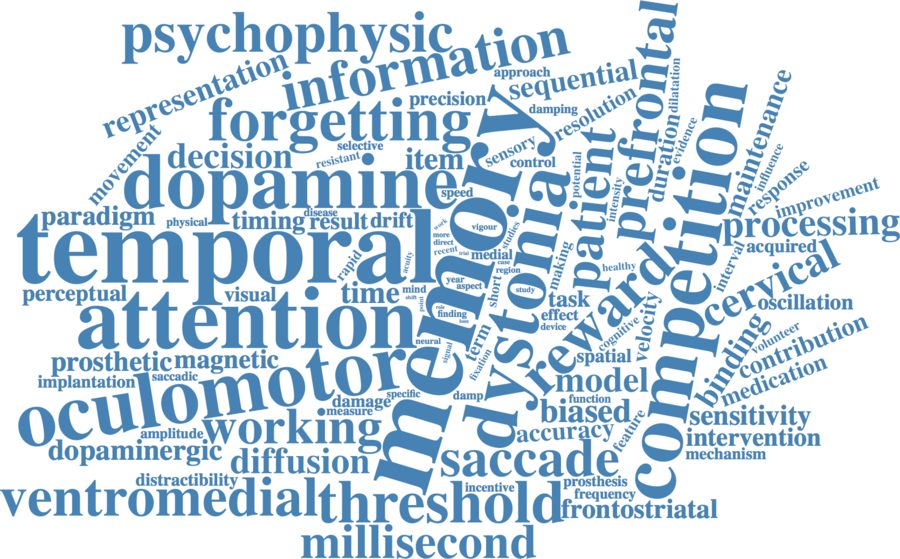 psychophysic
information
representation
approach
sequential
prefrontal
dilatation
precision
damping
resolution
forgetting
selective
movement
decision
resistant
item
sensory
control
potential
patient
duration
evidence
competition
maintenance
influence
dopamine
speed
memory
intensity
response
improvement
paradigm
physical
timing
disease
result
drift
vigour
studies
dystonia
making
processing
temporal
work
more
direct
recent
trial
medial
case
region
healthy
interval
acquired
rapid
acuity
perceptual
visual
time
mind
shift
point
year
aspect
short
study
task
reward
cervical
oscillation
attention
role
finding
effect
device
velocity
cognitive
binding
volunteer
contribution
neural
signal
term
fixation
spatial
prosthetic
magnetic
implantation
saccadic
model
medication
oculomotor
damage
specific
measure
damp
function
biased
feature
sensitivity
amplitude
working
accuracy
intervention
dopaminergic
diffusion
saccade
mechanism
distractibility
incentive
prosthesis
frequency
ventromedial
threshold
frontostriatal
millisecond